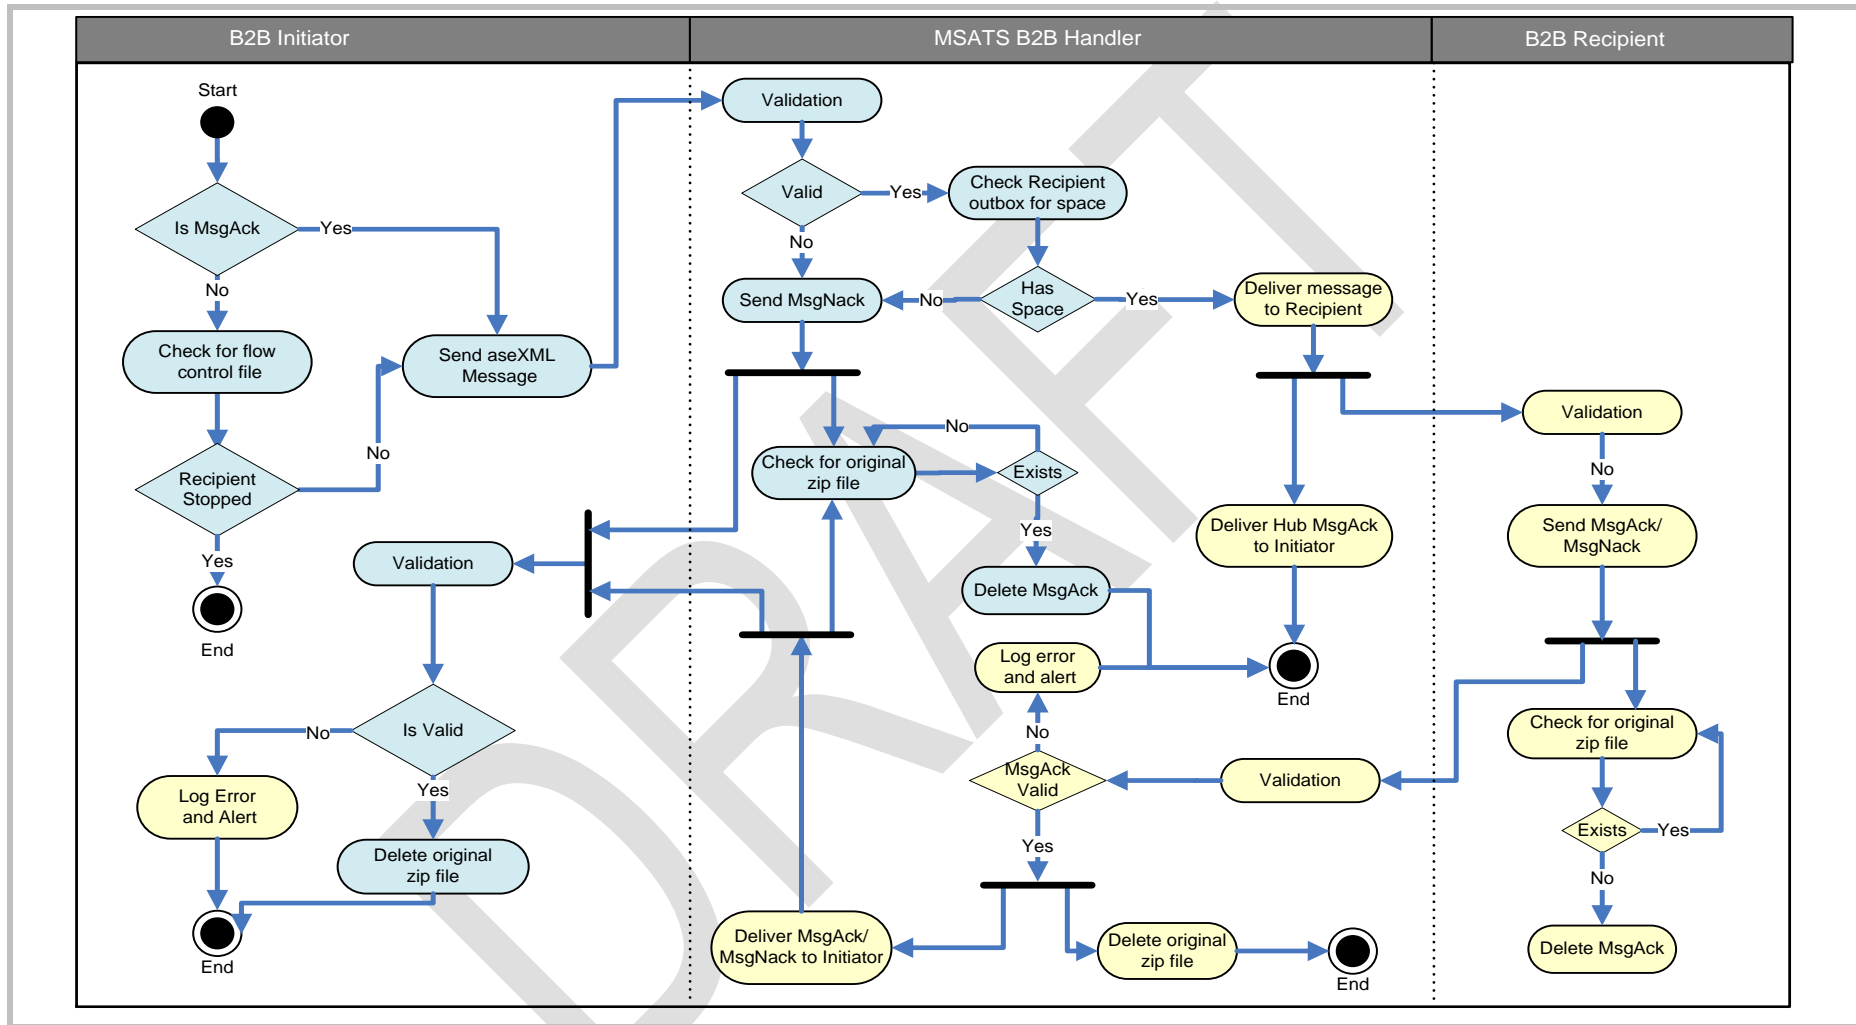 B2B Initiator
MSATS B2B Handler
B2B Recipient
Start
Is MsgAck
Yes
No
Check for flow
control file
Recipient
Stopped
No
Yes
End
Send aseXML
Message
Validation
Is Valid
No
Yes
Log Error
and Alert
Delete original
zip file
End
Validation
Valid
Yes
No
Check Recipient
outbox for space
Send MsgNack
No
Has
Space
Yes
Deliver message
to Recipient
Check for original
zip file
No
Exists
Yes
Delete MsgAck
Deliver Hub MsgAck
to Initiator
Log error
and alert
End
No
MsgAck
Valid
Validation
Yes
Deliver MsgAck/
MsgNack to Initiator
Delete original
zip file
End
Validation
No
Send MsgAck/
MsgNack
Check for original
zip file
Exists
Yes
No
Delete MsgAck
DRAFT